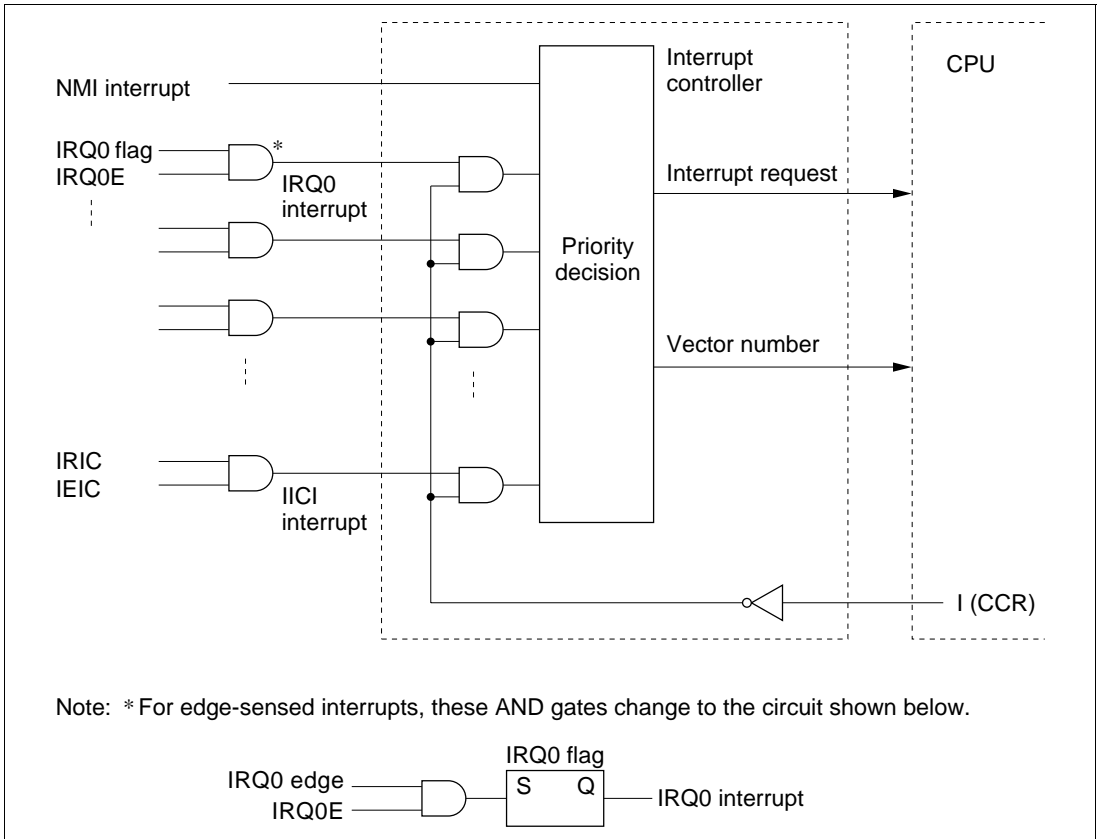 Interrupt
controller
CPU
NMI interrupt
IRQ0 flag
IRQ0E
*
IRQ0
interrupt
Interrupt request
Priority
decision
Vector number
IRIC
IEIC
IICI
interrupt
I (CCR)
Note: * For edge-sensed interrupts, these AND gates change to the circuit shown below.
IRQ0 flag
IRQ0 edge
IRQ0E
S Q
IRQ0 interrupt